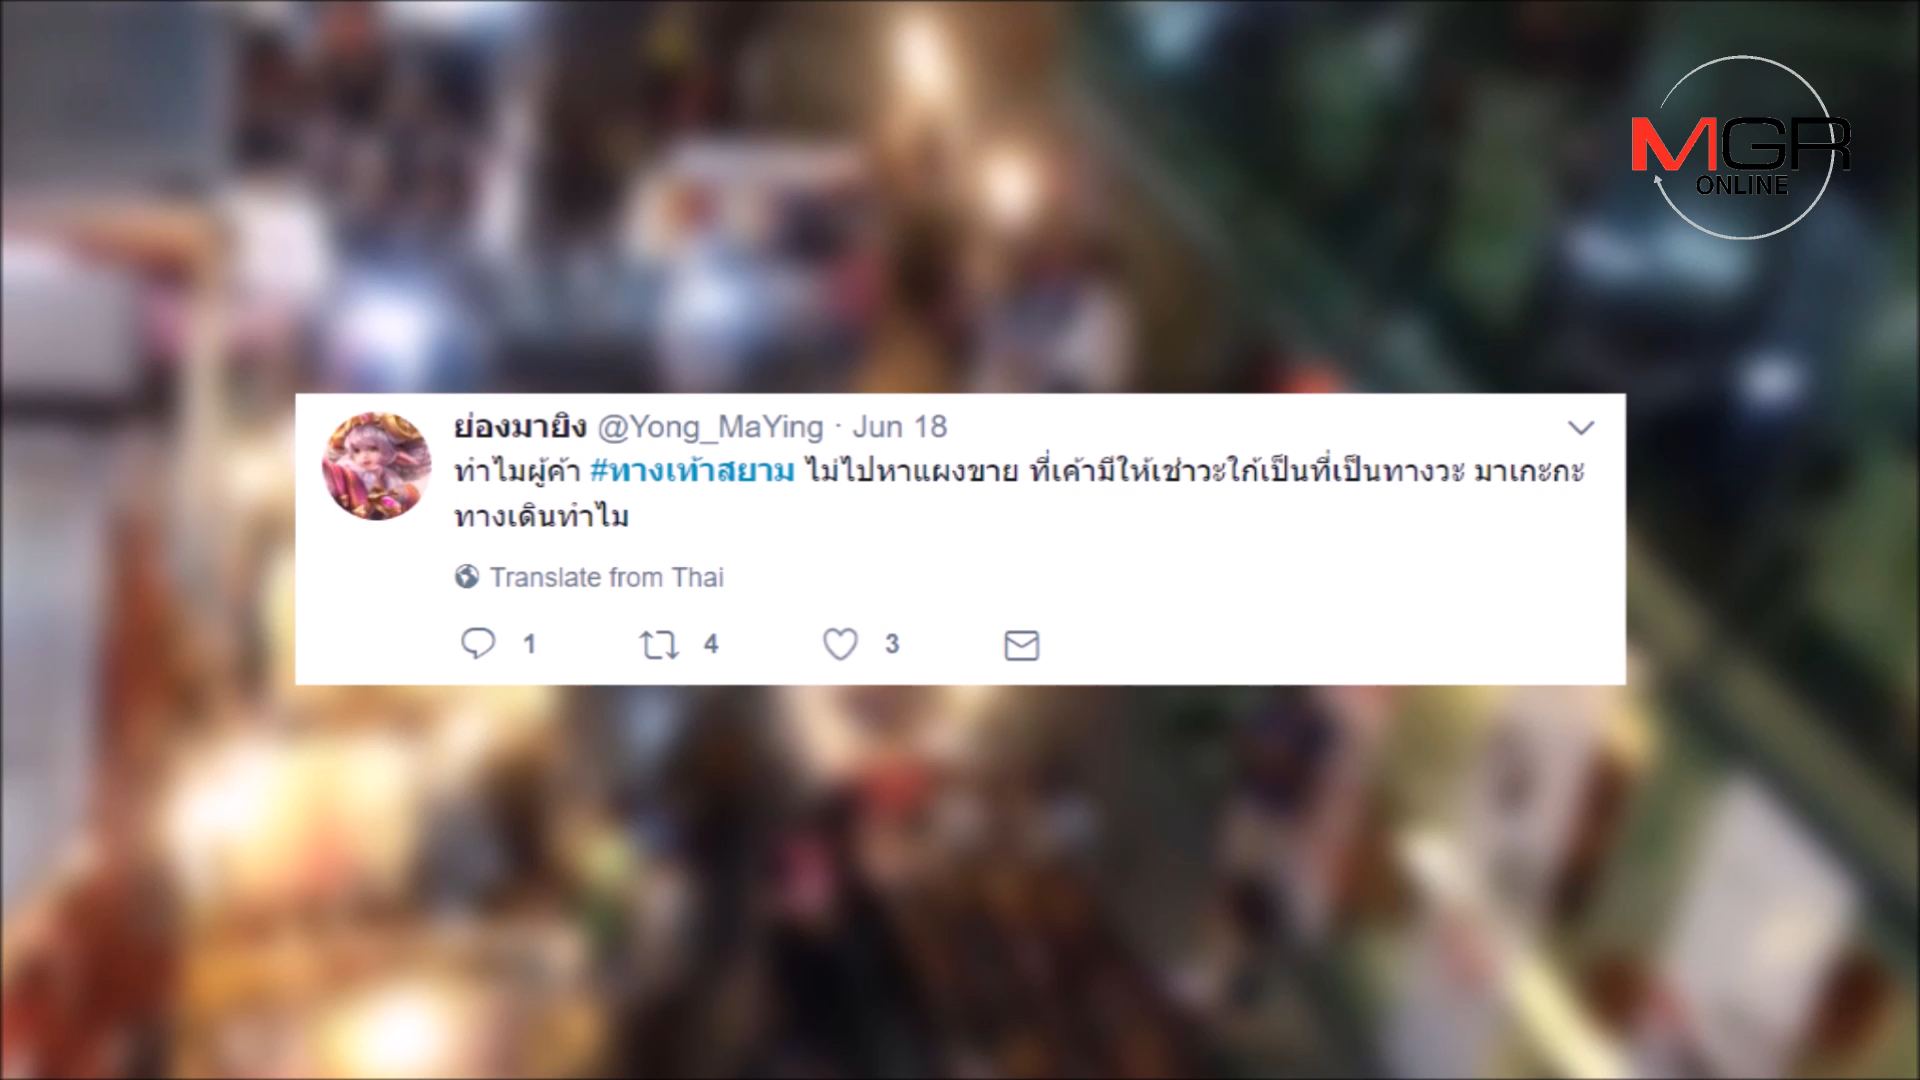 MGR
ONLINE
ย่องมายิง @Yong_MaYing · Jun 18
ทำไมผู้ค้า #ทางเท้าสยาม ไม่ไปหาแผงขาย ที่เค้ามีให้เช่าวะให้เป็นที่เป็นทางวะ มาเกะกะ
ทางเดินทำไม
Translate from Thai
1 4 3